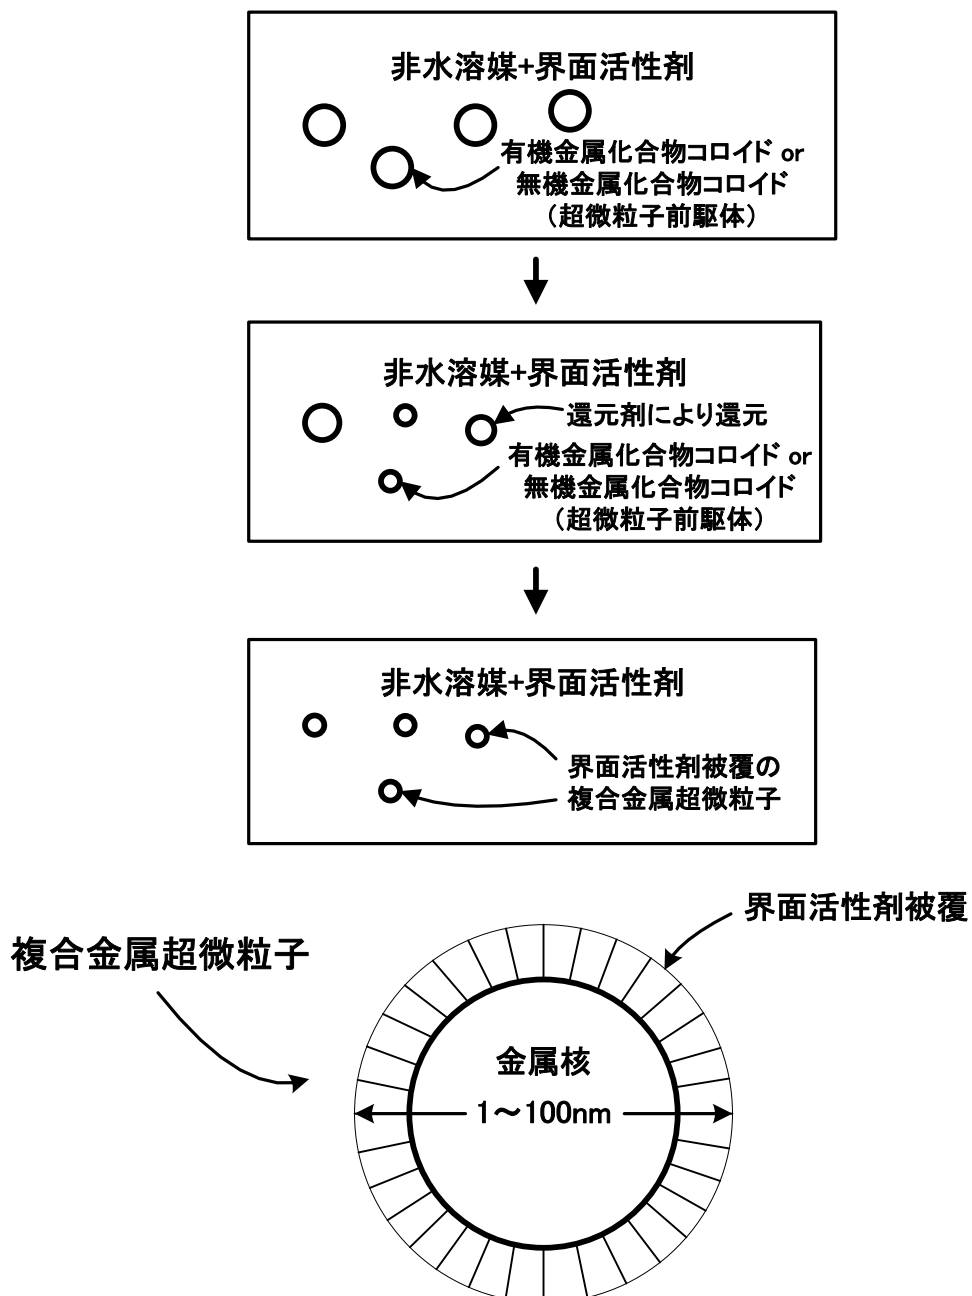 非水溶媒+界面活性剤
有機金属化合物コロイド or
無機金属化合物コロイド
(超微粒子前駆体)
非水溶媒+界面活性剤
還元剤により還元
有機金属化合物コロイド or
無機金属化合物コロイド
(超微粒子前駆体)
非水溶媒+界面活性剤
界面活性剤被覆の
複合金属超微粒子
界面活性剤被覆
複合金属超微粒子
金属核
1～100nm